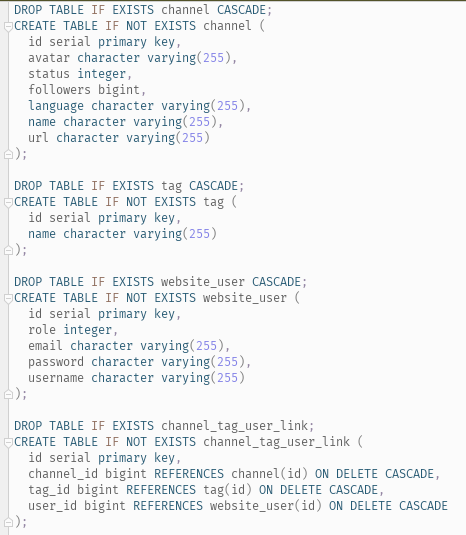 DROP TABLE IF EXISTS channel CASCADE;
CREATE TABLE IF NOT EXISTS channel (
id serial primary key,
avatar character varying(255),
status integer,
followers bigint,
language character varying(255),
name character varying(255),
url character varying(255)
);
DROP TABLE IF EXISTS tag CASCADE;
CREATE TABLE IF NOT EXISTS tag (
id serial primary key,
name character varying(255)
);
DROP TABLE IF EXISTS website_user CASCADE;
CREATE TABLE IF NOT EXISTS website_user (
id serial primary key,
role integer,
email character varying(255),
password character varying(255),
username character varying(255)
);
DROP TABLE IF EXISTS channel_tag_user_link;
CREATE TABLE IF NOT EXISTS channel_tag_user_link (
id serial primary key,
channel_id bigint REFERENCES channel(id) ON DELETE CASCADE,
tag_id bigint REFERENCES tag(id) ON DELETE CASCADE,
user_id bigint REFERENCES website_user(id) ON DELETE CASCADE
);